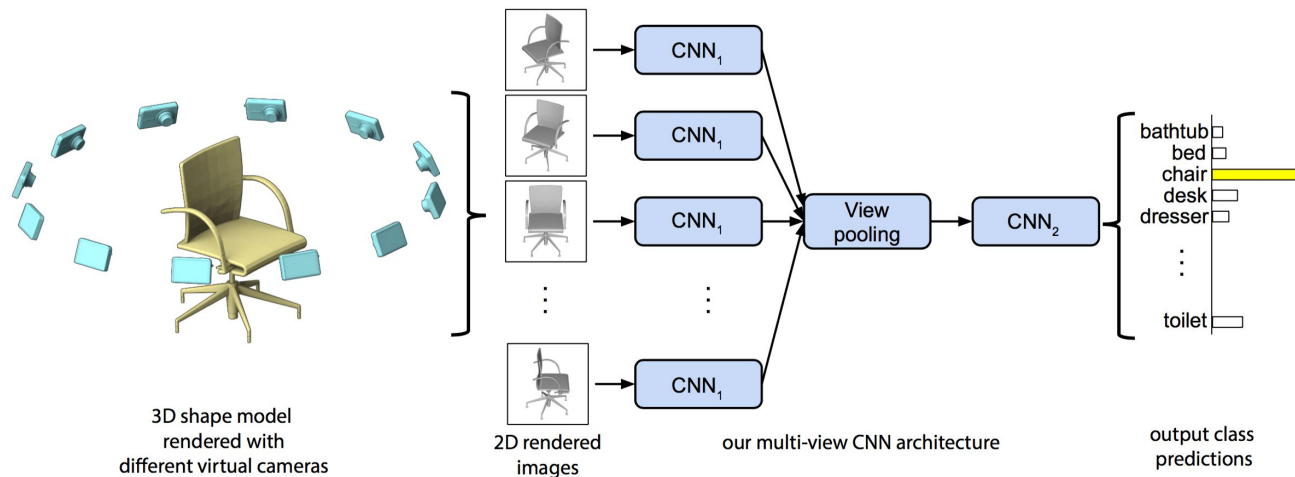 CNN₁
CNN₁
CNN₁
CNN₁
View
pooling
CNN₂
bathtub
bed
chair
desk
dresser
toilet
3D shape model
rendered with
different virtual cameras
2D rendered
images
our multi-view CNN architecture
output class
predictions